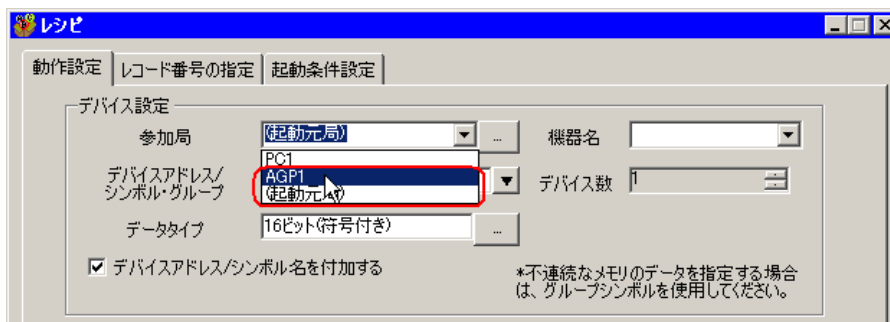 レシピ
動作設定
レコード番号の指定
起動条件設定
デバイス設定
参加局
(起動元局)
...
機器名
PC1
AGP1
(起動元局)
デバイスアドレス/
シンボル・グループ
デバイス数
1
データタイプ
16ビット(符号付き)
...
デバイスアドレス/シンボル名を付加する
*不連続なメモリのデータを指定する場合
は、グループシンボルを使用してください。